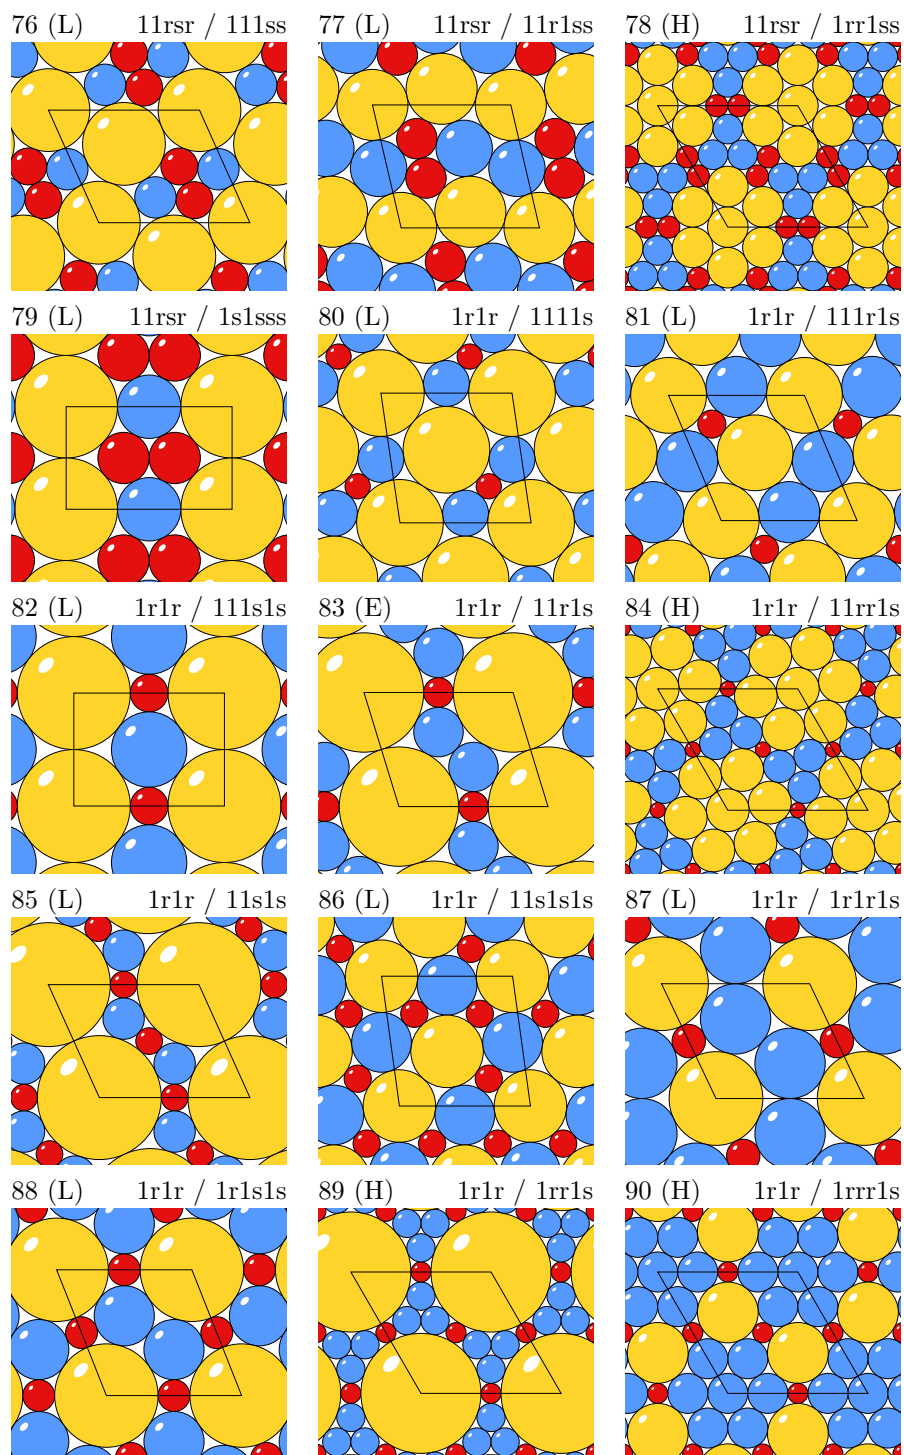 76 (L) 11rsr / 111ss
77 (L) 11rsr / 11r1ss
78 (H) 11rsr / 1rr1ss
79 (L) 11rsr / 1s1sss
80 (L) 1r1r / 1111s
81 (L) 1r1r / 111r1s
82 (L) 1r1r / 111s1s
83 (E) 1r1r / 11r1s
84 (H) 1r1r / 11rr1s
85 (L) 1r1r / 11s1s
86 (L) 1r1r / 11s1s1s
87 (L) 1r1r / 1r1r1s
88 (L) 1r1r / 1r1s1s
89 (H) 1r1r / 1rr1s
90 (H) 1r1r / 1rrr1s